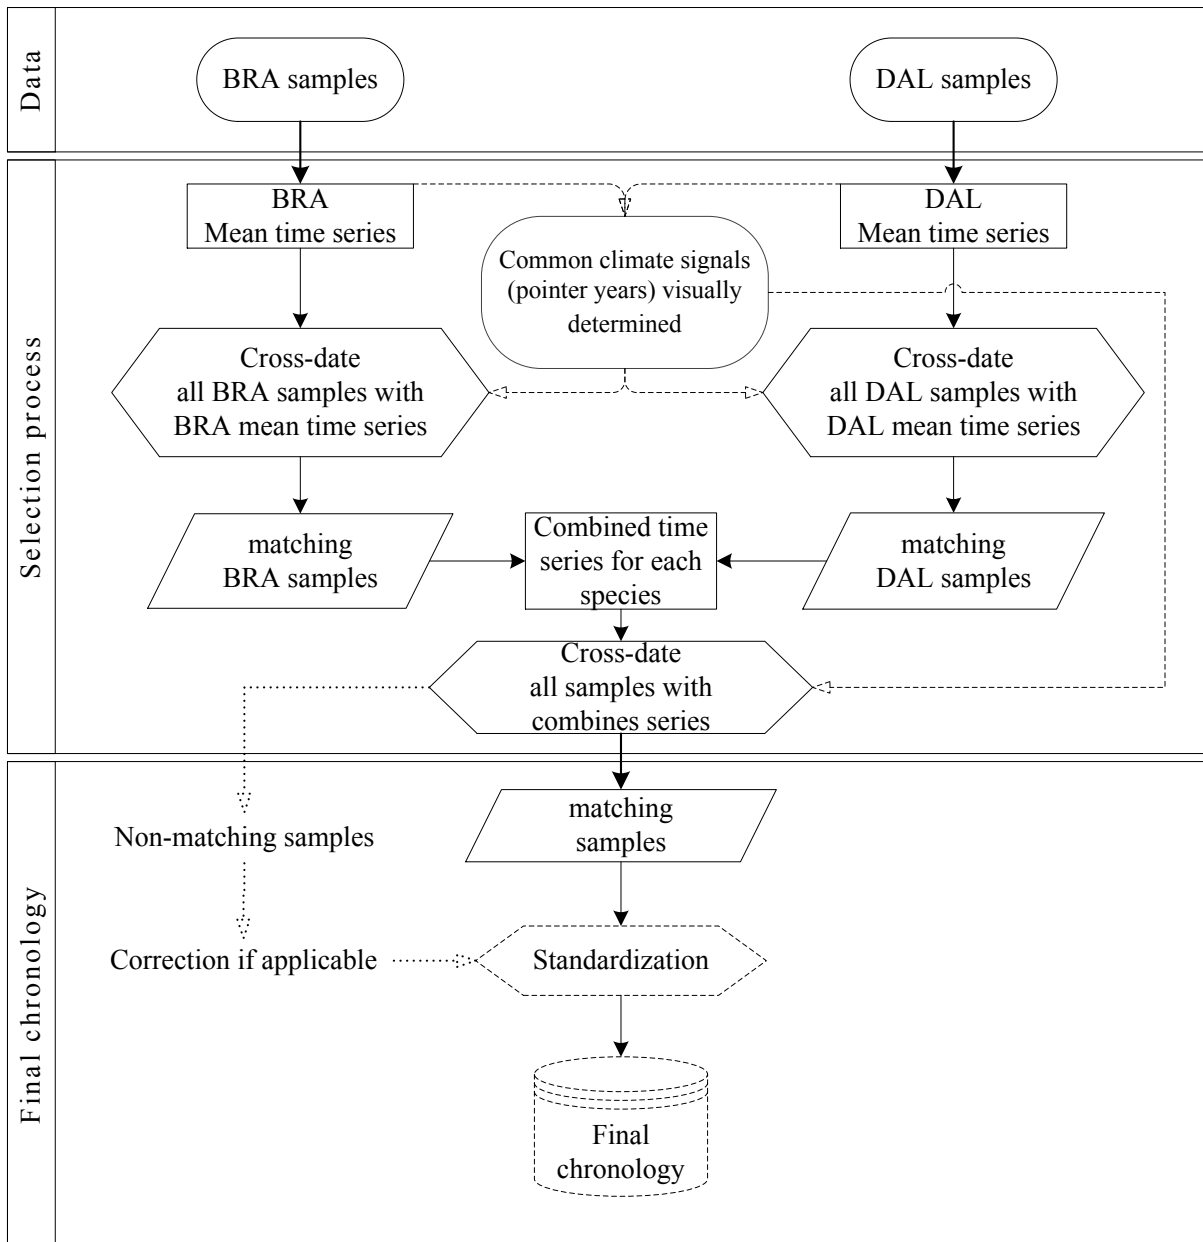 Data
BRA samples
DAL samples
Selection process
BRA
Mean time series
DAL
Mean time series
Common climate signals
(pointer years) visually
determined
Cross-date
all BRA samples with
BRA mean time series
Cross-date
all DAL samples with
DAL mean time series
matching
BRA samples
Combined time
series for each
species
matching
DAL samples
Cross-date
all samples with
combines series
Final chronology
matching
samples
Non-matching samples
Correction if applicable
Standardization
Final
chronology